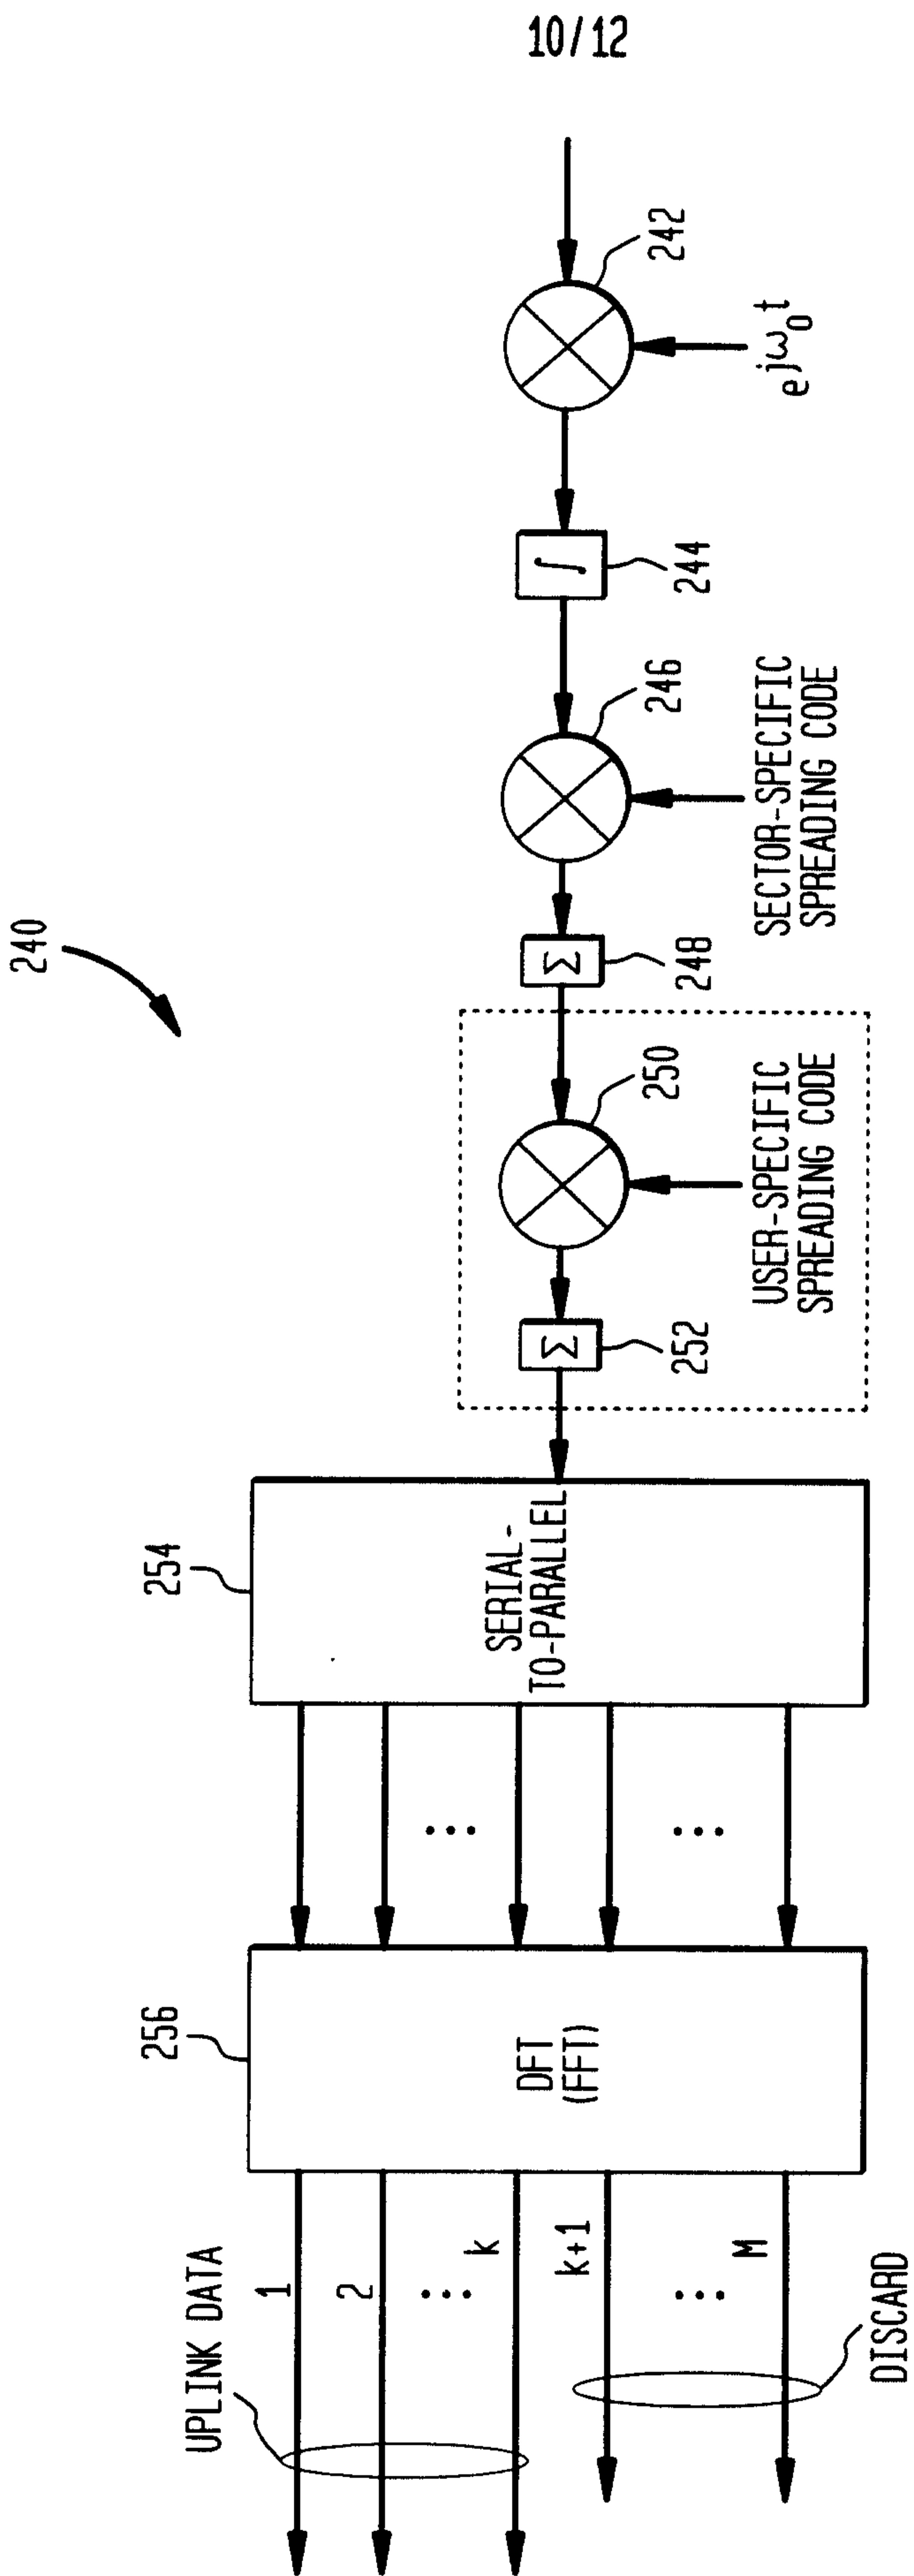 10/12
240
242
e^{jω_0 t}
244
246
SECTOR-SPECIFIC
SPREADING CODE
248
250
USER-SPECIFIC
SPREADING CODE
252
254
SERIAL-
TO-PARALLEL
...
...
256
DFT
(FFT)
UPLINK DATA
1
2
...
k
k+1
...
M
DISCARD